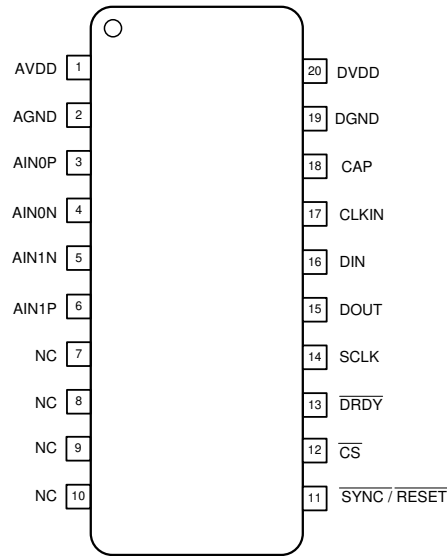 AVDD 1
AGND 2
AIN0P 3
AIN0N 4
AIN1N 5
AIN1P 6
NC 7
NC 8
NC 9
NC 10
20 DVDD
19 DGND
18 CAP
17 CLKIN
16 DIN
15 DOUT
14 SCLK
13 DRDY
12 CS
11 SYNC / RESET